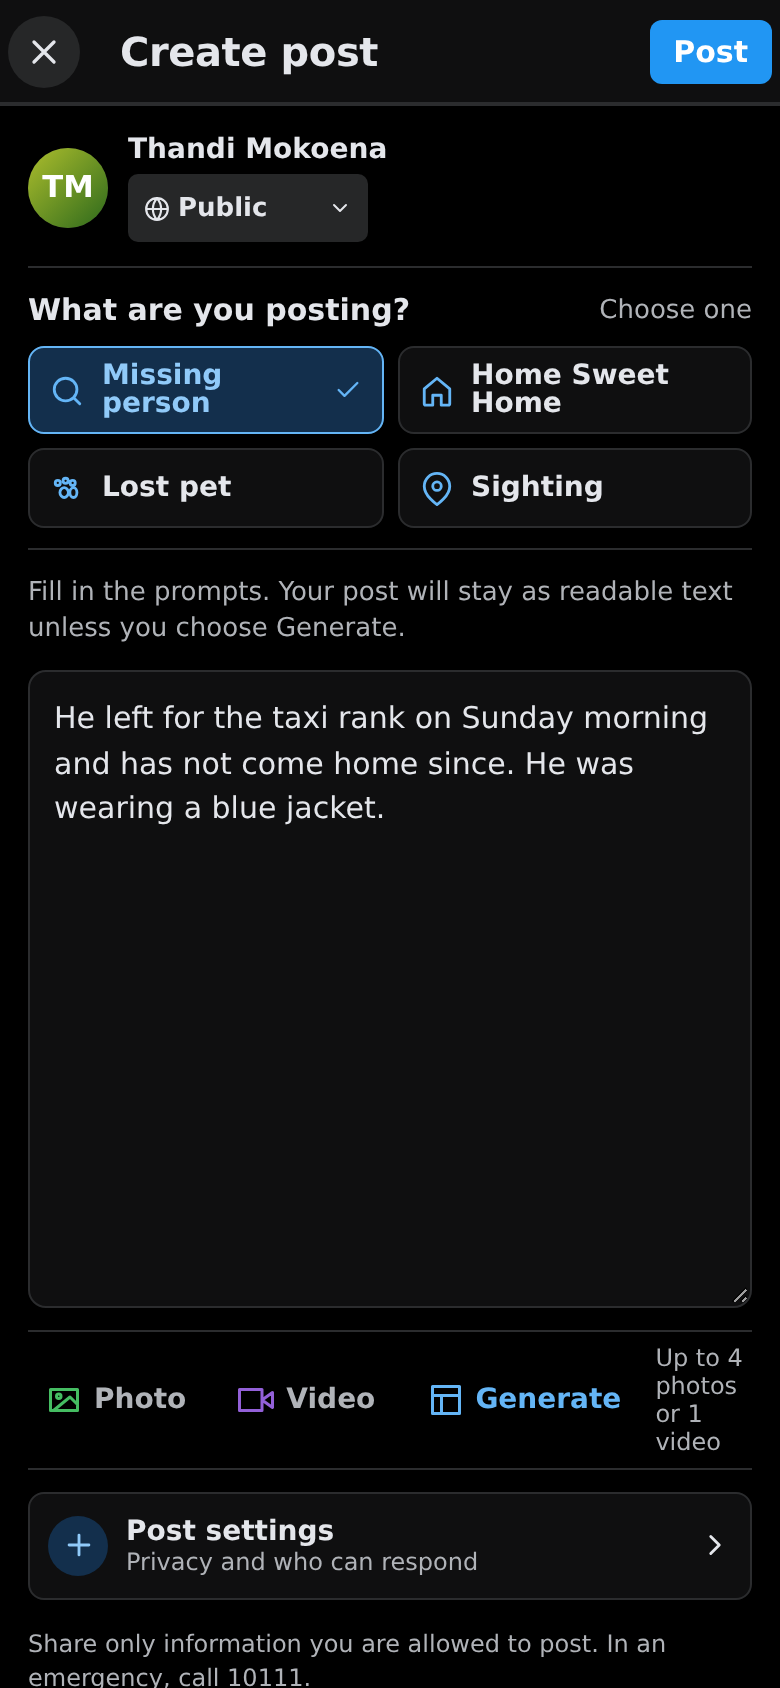 Create post
Post
TM
Thandi Mokoena
Public
What are you posting?
Choose one
Missing
person
Home Sweet
Home
Lost pet
Sighting
Fill in the prompts. Your post will stay as readable text
unless you choose Generate.
He left for the taxi rank on Sunday morning
and has not come home since. He was
wearing a blue jacket.
Photo
Video
Generate
Up to 4
photos
or 1
video
Post settings
Privacy and who can respond
Share only information you are allowed to post. In an
emergency, call 10111.